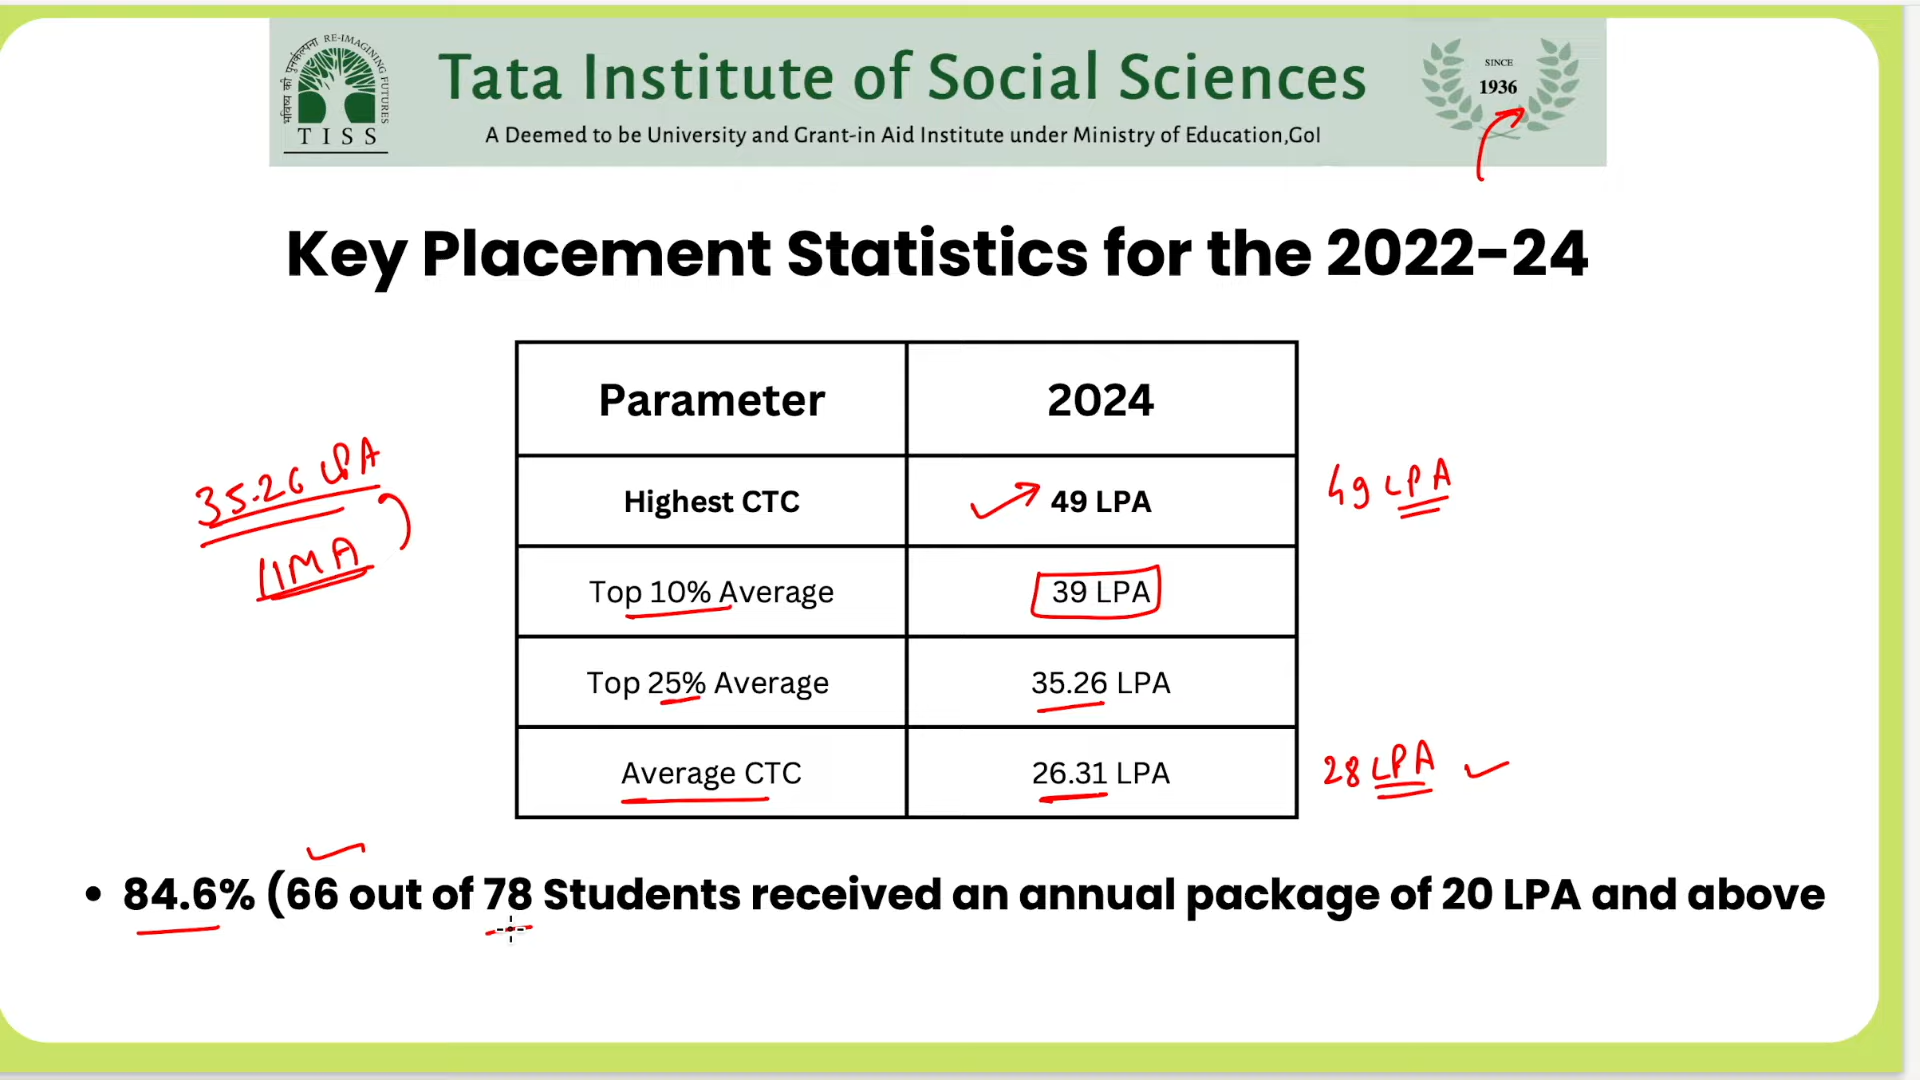 RE-IMAGINING FUTURES
T I S S
Tata Institute of Social Sciences
A Deemed to be University and Grant-in Aid Institute under Ministry of Education,GoI
SINCE
1936
Key Placement Statistics for the 2022-24
Parameter 2024
Highest CTC 49 LPA
49 LPA
35.26 LPA
IIMA
Top 10% Average 39 LPA
Top 25% Average 35.26 LPA
Average CTC 26.31 LPA
28 LPA
• 84.6% (66 out of 78 Students received an annual package of 20 LPA and above